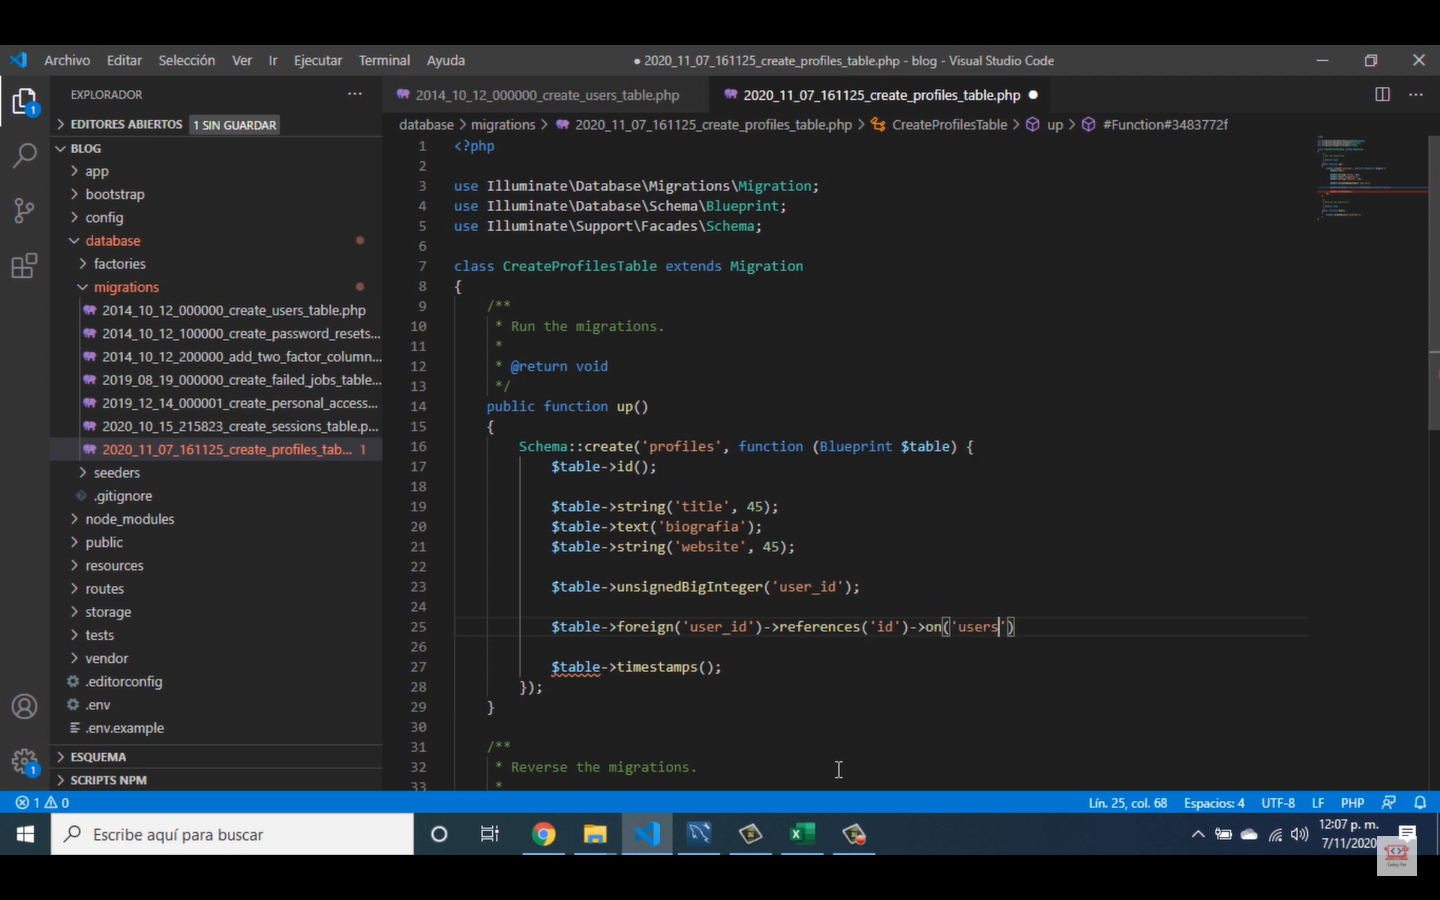 Archivo Editar Selección Ver Ir Ejecutar Terminal Ayuda ● 2020_11_07_161125_create_profiles_table.php - blog - Visual Studio Code
EXPLORADOR ...
EDITORES ABIERTOS 1 SIN GUARDAR
BLOG
app
bootstrap
config
database
factories
migrations
2014_10_12_000000_create_users_table.php
2014_10_12_100000_create_password_resets...
2014_10_12_200000_add_two_factor_column...
2019_08_19_000000_create_failed_jobs_table...
2019_12_14_000001_create_personal_access...
2020_10_15_215823_create_sessions_table.p...
2020_11_07_161125_create_profiles_tab... 1
seeders
.gitignore
node_modules
public
resources
routes
storage
tests
vendor
.editorconfig
.env
.env.example
ESQUEMA
SCRIPTS NPM
1
1
2014_10_12_000000_create_users_table.php 2020_11_07_161125_create_profiles_table.php ●
database > migrations > 2020_11_07_161125_create_profiles_table.php > CreateProfilesTable > up > #Function#3483772f
1 <?php
2
3 use Illuminate\Database\Migrations\Migration;
4 use Illuminate\Database\Schema\Blueprint;
5 use Illuminate\Support\Facades\Schema;
6
7 class CreateProfilesTable extends Migration
8 {
9 /**
10 * Run the migrations.
11 *
12 * @return void
13 */
14 public function up()
15 {
16 Schema::create('profiles', function (Blueprint $table) {
17 $table->id();
18
19 $table->string('title', 45);
20 $table->text('biografia');
21 $table->string('website', 45);
22
23 $table->unsignedBigInteger('user_id');
24
25 $table->foreign('user_id')->references('id')->on('users')
26
27 $table->timestamps();
28 });
29 }
30
31 /**
32 * Reverse the migrations.
33 *
1 0 Lín. 25, col. 68 Espacios: 4 UTF-8 LF PHP
Escribe aquí para buscar
12:07 p. m.
7/11/2020